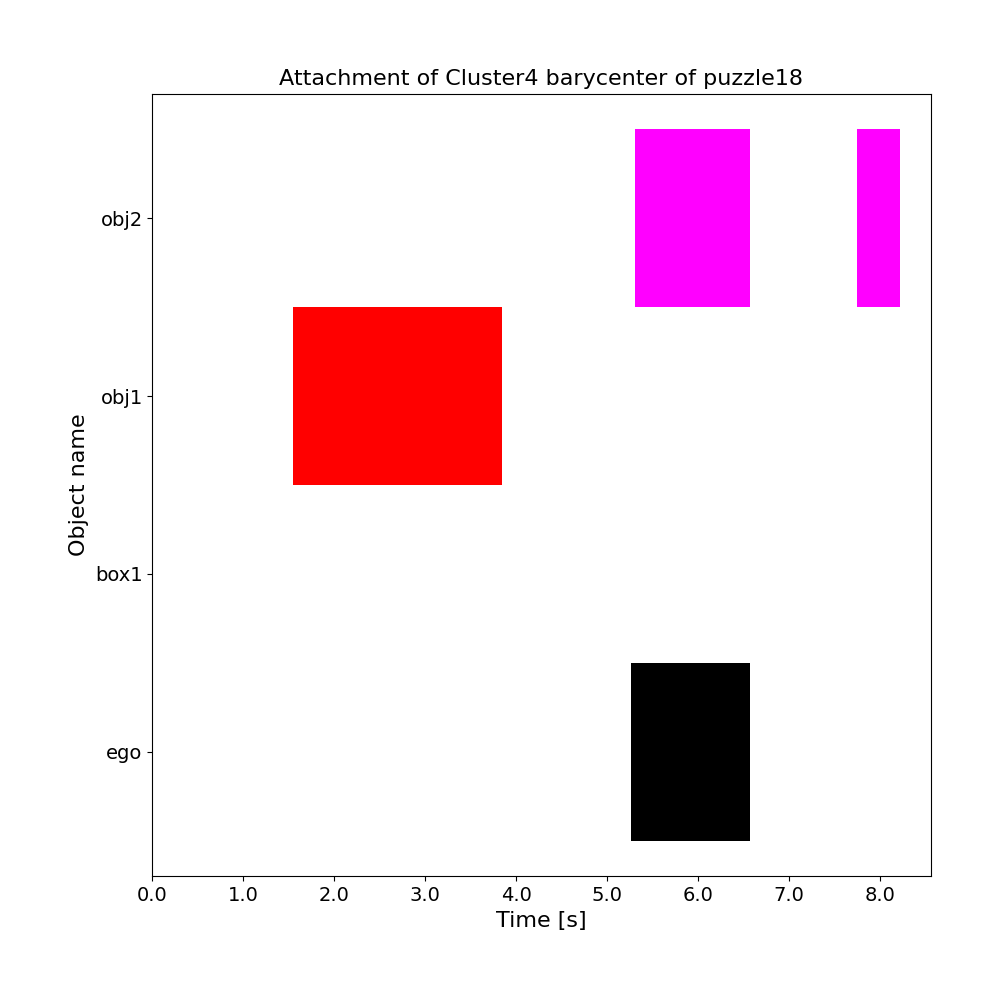 Attachment of Cluster4 barycenter of puzzle18
obj2
obj1
box1
ego
Object name
0.0 1.0 2.0 3.0 4.0 5.0 6.0 7.0 8.0
Time [s]